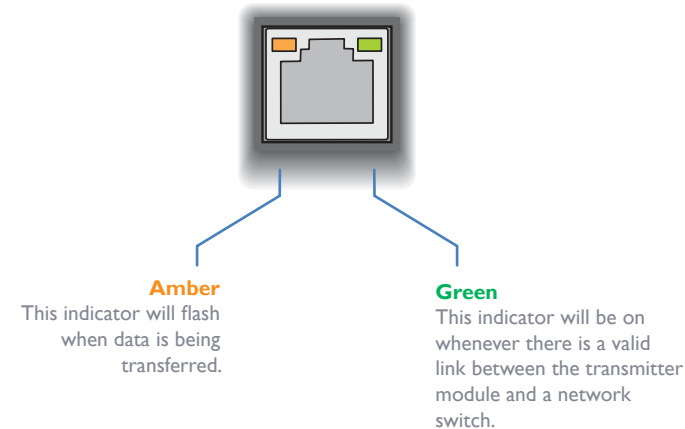 Amber
This indicator will flash
when data is being
transferred.
Green
This indicator will be on
whenever there is a valid
link between the transmitter
module and a network
switch.